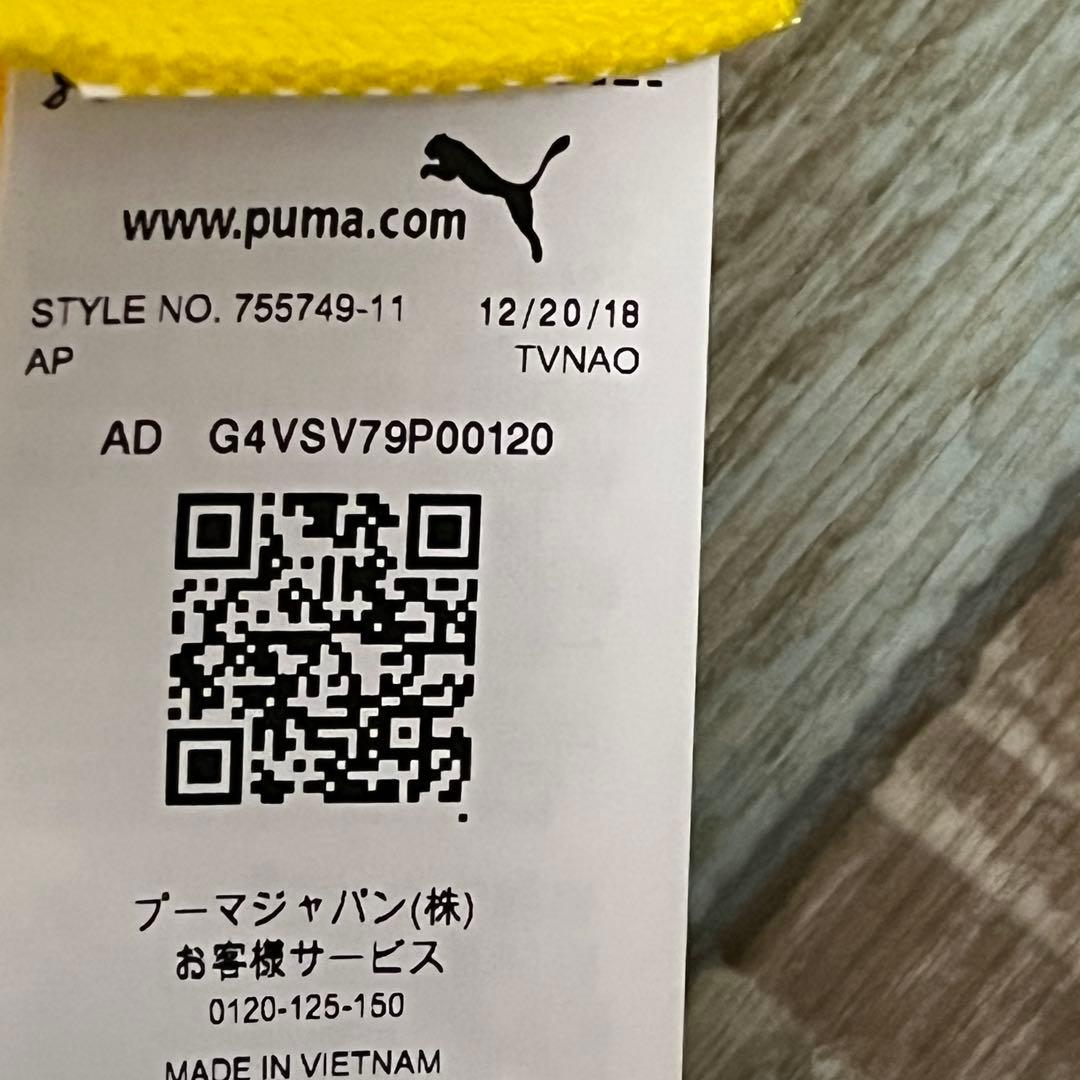 www.puma.com
STYLE NO. 755749-11 12/20/18
AP TVNAO
AD G4VSV79P00120
プーマジャパン(株)
お客様サービス
0120-125-150
MADE IN VIETNAM